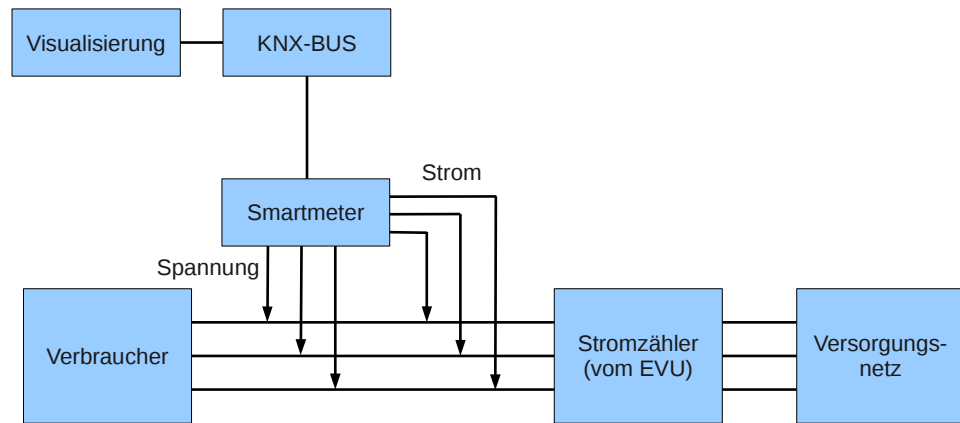 Visualisierung
KNX-BUS
Strom
Smartmeter
Spannung
Verbraucher
Stromzähler
(vom EVU)
Versorgungs-
netz